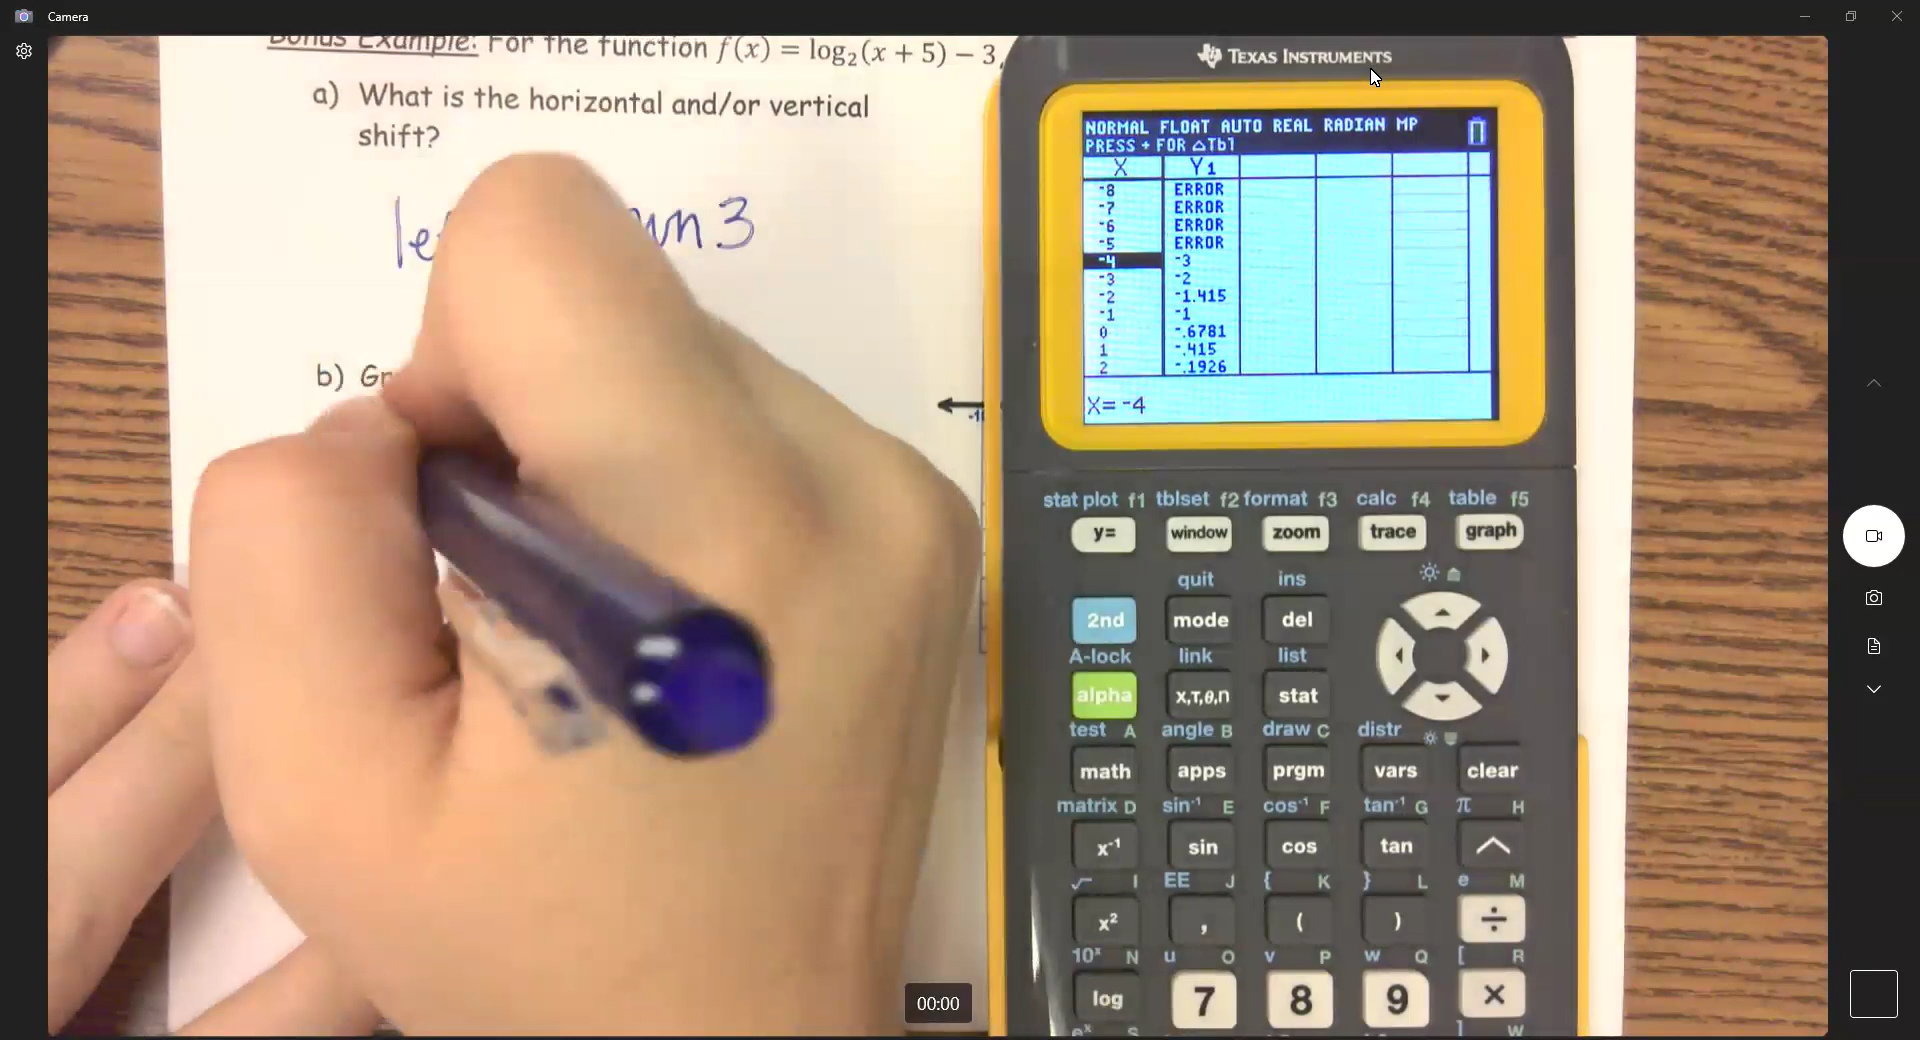 Camera
Bonus Example: For the function f(x) = log₂(x + 5) − 3,
a) What is the horizontal and/or vertical
shift?
down 3
b)
TEXAS INSTRUMENTS
NORMAL FLOAT AUTO REAL RADIAN MP
PRESS + FOR △Tbl
X Y1
-8 ERROR
-7 ERROR
-6 ERROR
-5 ERROR
-4 -3
-3 -2
-2 -1.415
-1 -1
0 -.6781
1 -.415
2 -.1926
X= -4
stat plot f1 tblset f2 format f3 calc f4 table f5
y= window zoom trace graph
quit ins
2nd mode del
A-lock link list
alpha x,T,θ,n stat
test A angle B draw C distr
math apps prgm vars clear
matrix D sin⁻¹ E cos⁻¹ F tan⁻¹ G π H
x⁻¹ sin cos tan ^
√ I EE J { K } L e M
x² , ( ) ÷
10ˣ N u O v P w Q [ R
log 7 8 9 ×
eˣ S ] W
00:00